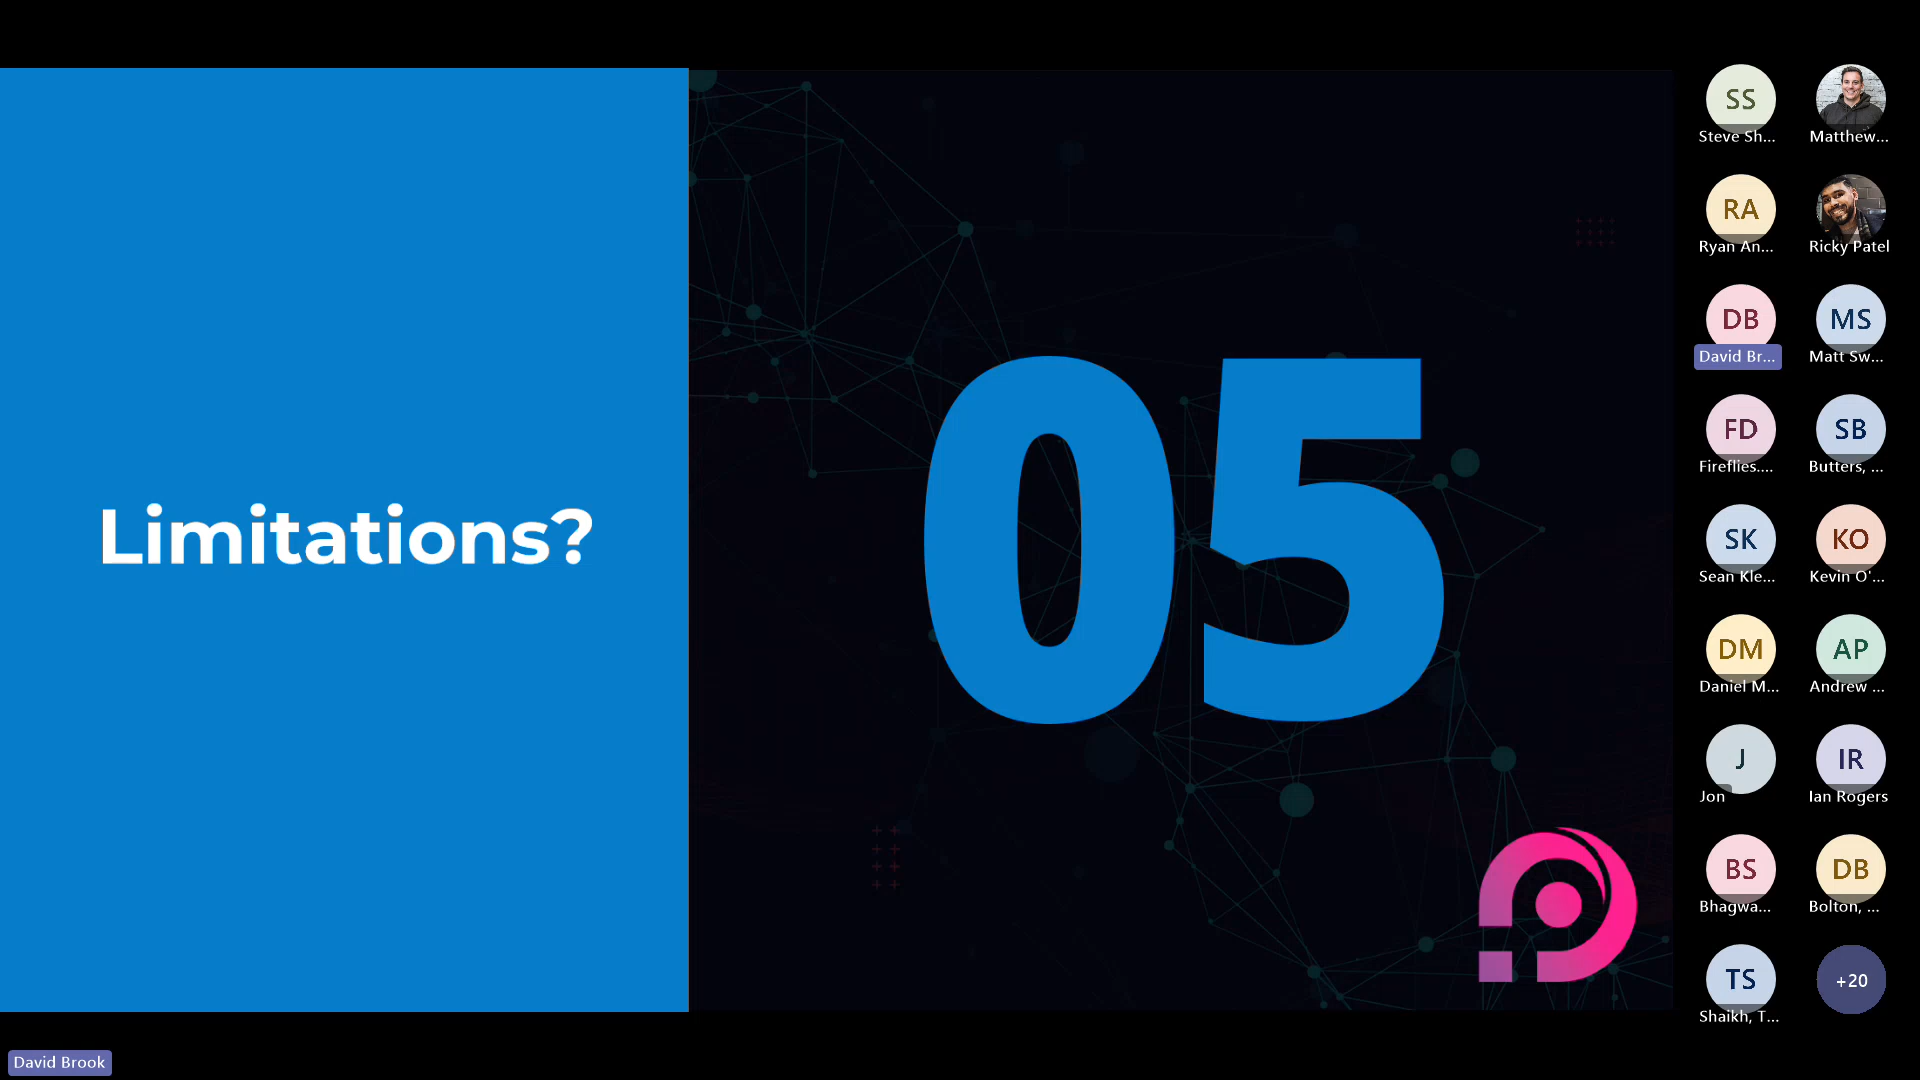 Limitations?
05
SS
Steve Sh...
Matthew...
RA
Ryan An...
Ricky Patel
DB
David Br...
MS
Matt Sw...
FD
Fireflies....
SB
Butters, ...
SK
Sean Kle...
KO
Kevin O'...
DM
Daniel M...
AP
Andrew ...
J
Jon
IR
Ian Rogers
BS
Bhagwa...
DB
Bolton, ...
TS
Shaikh, T...
+20
David Brook